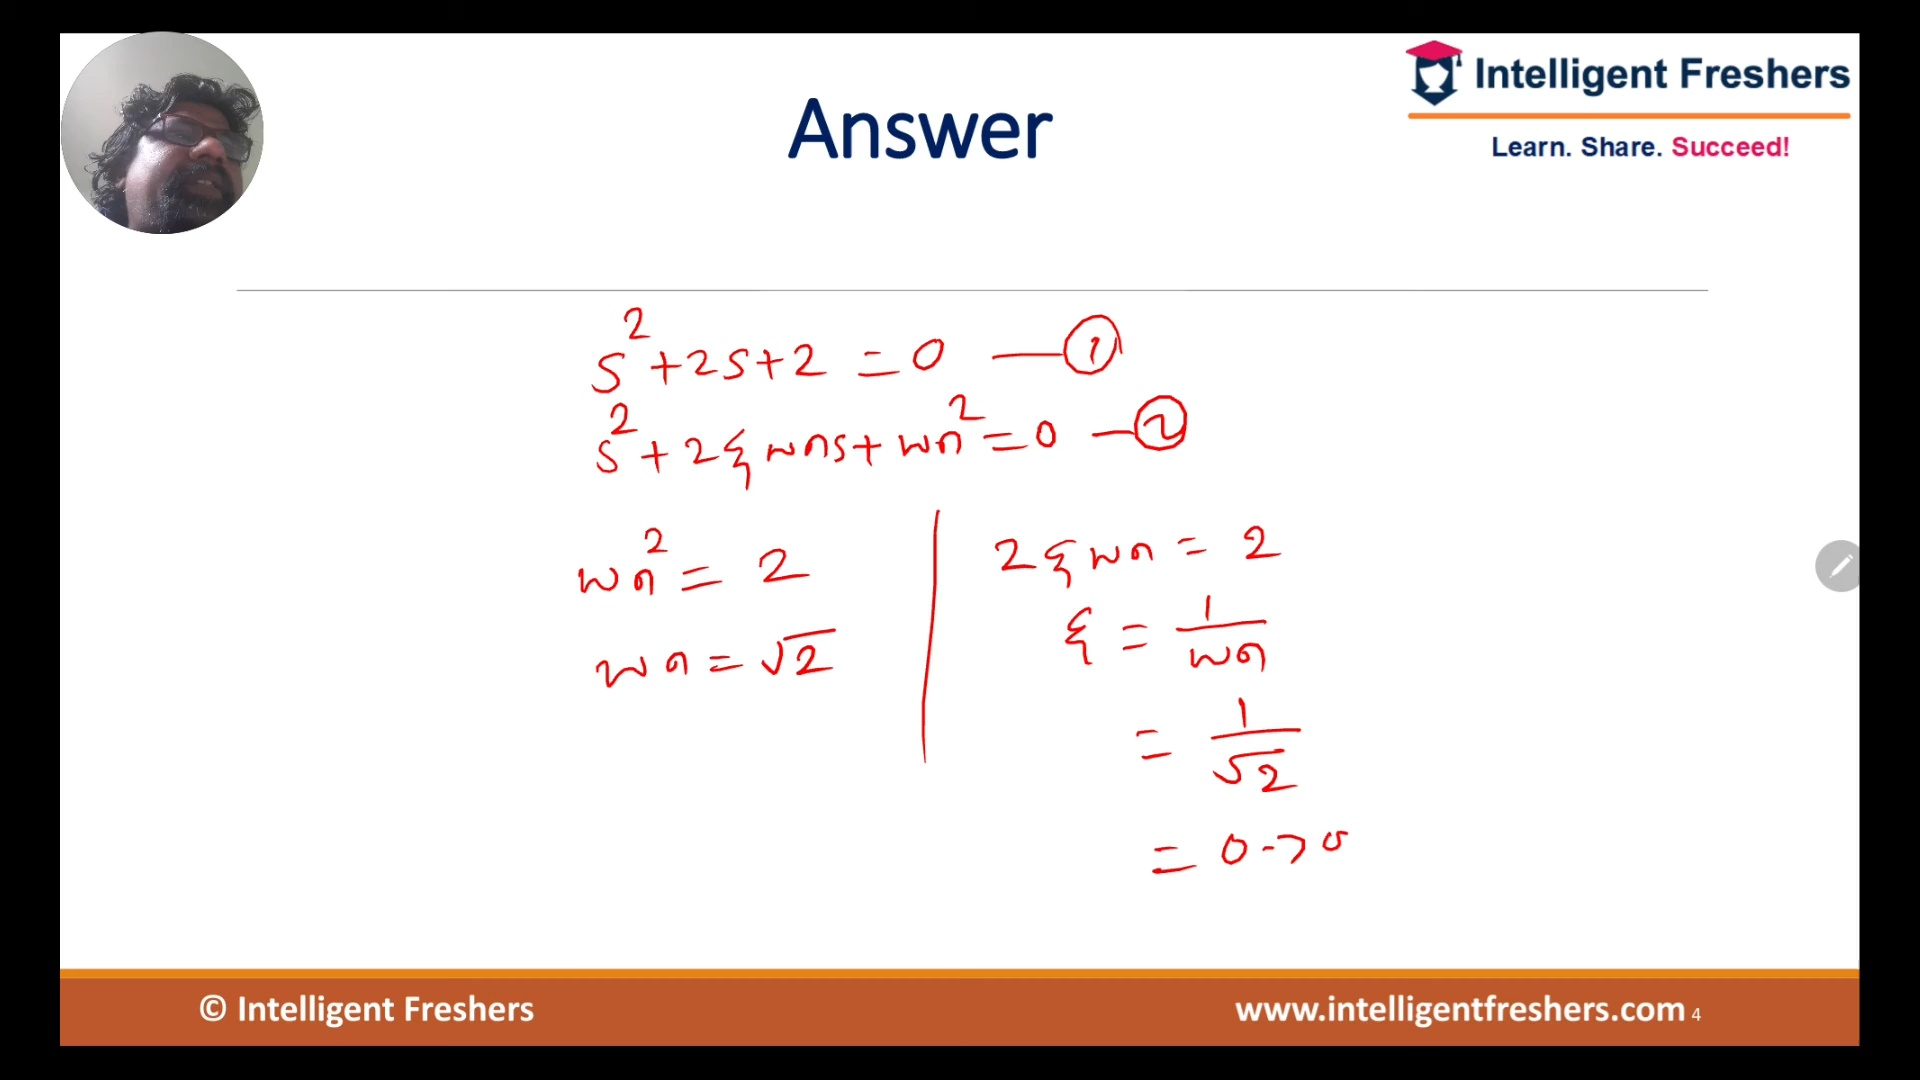 Answer
Intelligent Freshers
Learn. Share. Succeed!
s² + 2s + 2 = 0 — ①
s² + 2ξωns + ωn² = 0 — ②
ωn² = 2
ωn = √2
2ξωn = 2
ξ = 1/ωn
= 1/√2
= 0.70
© Intelligent Freshers
www.intelligentfreshers.com 4